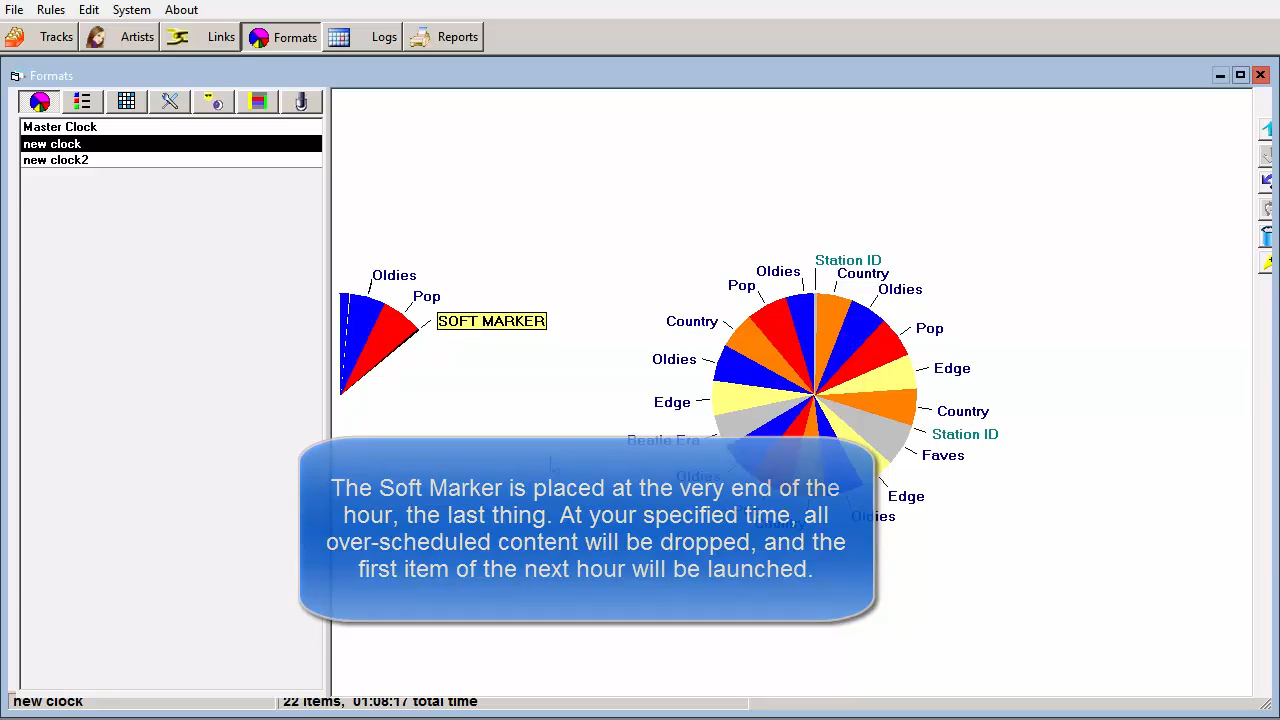 File Rules Edit System About
Tracks Artists Links Formats Logs Reports
Formats
Master Clock
new clock
new clock2
Oldies
Pop
SOFT MARKER
Station ID
Oldies
Country
Pop
Oldies
Country
Pop
Oldies
Edge
Edge
Country
Beatle Era
Station ID
Faves
Oldies
Edge
Country
Oldies
The Soft Marker is placed at the very end of the
hour, the last thing. At your specified time, all
over-scheduled content will be dropped, and the
first item of the next hour will be launched.
new clock
22 items, 01:08:17 total time